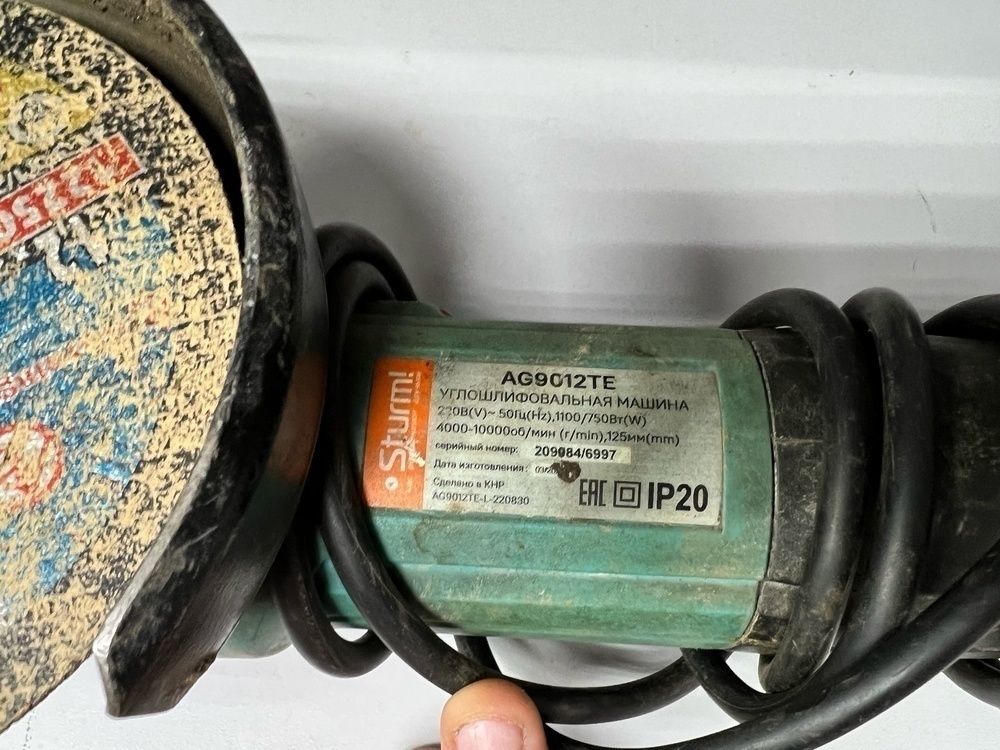 Sturm!
AG9012TE
УГЛОШЛИФОВАЛЬНАЯ МАШИНА
220В(V)~ 50Гц(Hz),1100/750Вт(W)
4000-10000об/мин (r/min),125мм(mm)
серийный номер: 209084/6997
Дата изготовления:
Сделано в КНР
AG9012TE-L-220830
EAC IP20